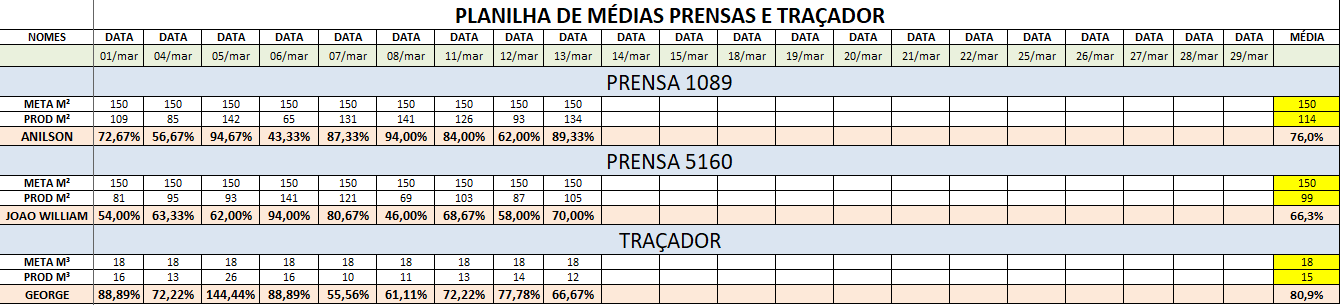 PLANILHA DE MÉDIAS PRENSAS E TRAÇADOR
NOMES DATA DATA DATA DATA DATA DATA DATA DATA DATA DATA DATA DATA DATA DATA DATA DATA DATA DATA DATA DATA MÉDIA
01/mar 04/mar 05/mar 06/mar 07/mar 08/mar 11/mar 12/mar 13/mar 14/mar 15/mar 18/mar 19/mar 20/mar 21/mar 22/mar 25/mar 26/mar 27/mar 28/mar 29/mar
PRENSA 1089
META M² 150 150 150 150 150 150 150 150 150 150
PROD M² 109 85 142 65 131 141 126 93 134 114
ANILSON 72,67% 56,67% 94,67% 43,33% 87,33% 94,00% 84,00% 62,00% 89,33% 76,0%
PRENSA 5160
META M² 150 150 150 150 150 150 150 150 150 150
PROD M² 81 95 93 141 121 69 103 87 105 99
JOAO WILLIAM 54,00% 63,33% 62,00% 94,00% 80,67% 46,00% 68,67% 58,00% 70,00% 66,3%
TRAÇADOR
META M³ 18 18 18 18 18 18 18 18 18 18
PROD M³ 16 13 26 16 10 11 13 14 12 15
GEORGE 88,89% 72,22% 144,44% 88,89% 55,56% 61,11% 72,22% 77,78% 66,67% 80,9%